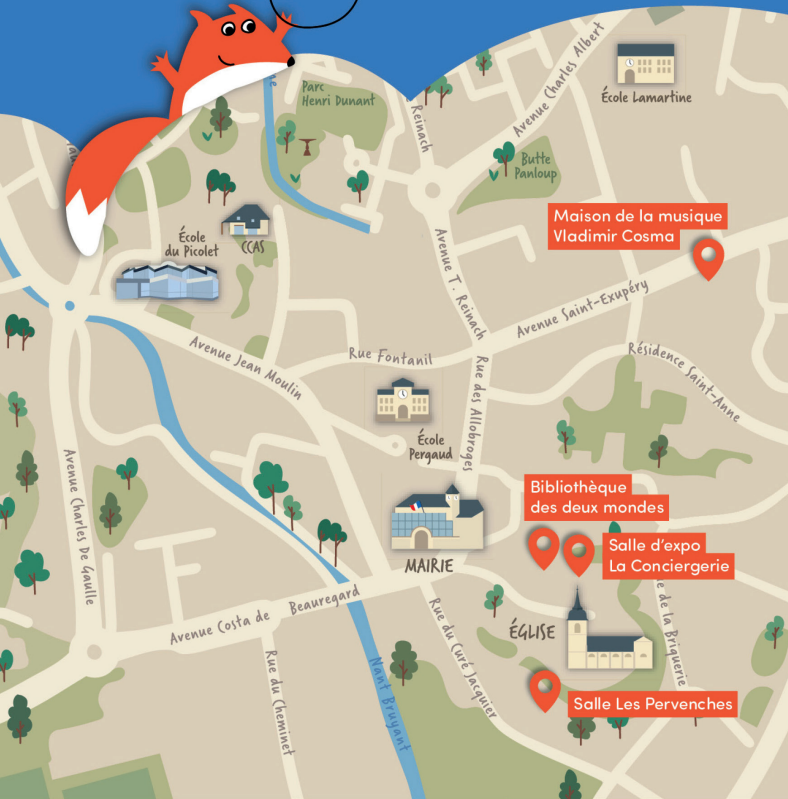 Parc
Henri Dunant
Reinach
Avenue Charles Albert
École Lamartine
Butte
Panloup
Maison de la musique
Vladimir Cosma
École
du Picolet
CCAS
Avenue T. Reinach
Avenue Saint-Exupéry
Avenue Jean Moulin
Rue Fontanil
Rue des Allobroges
Résidence Saint-Anne
École
Pergaud
Avenue Charles De Gaulle
Bibliothèque
des deux mondes
Salle d'expo
La Conciergerie
MAIRIE
Avenue Costa de Beauregard
Rue du Curé Jacquier
ÉGLISE
de la Briquerie
Rue du Cheminet
Nant Bruyant
Salle Les Pervenches